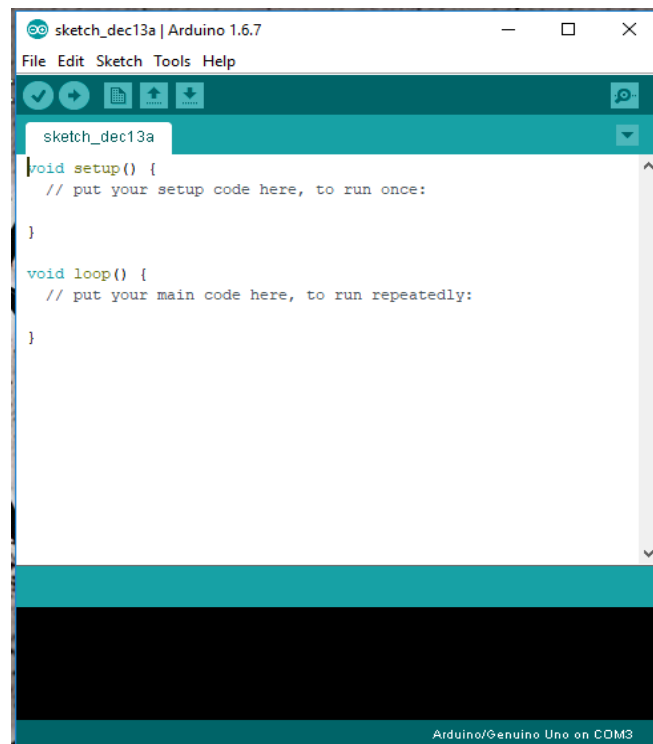 sketch_dec13a | Arduino 1.6.7
File Edit Sketch Tools Help
sketch_dec13a
void setup() {
  // put your setup code here, to run once:
}
void loop() {
  // put your main code here, to run repeatedly:
}
Arduino/Genuino Uno on COM3